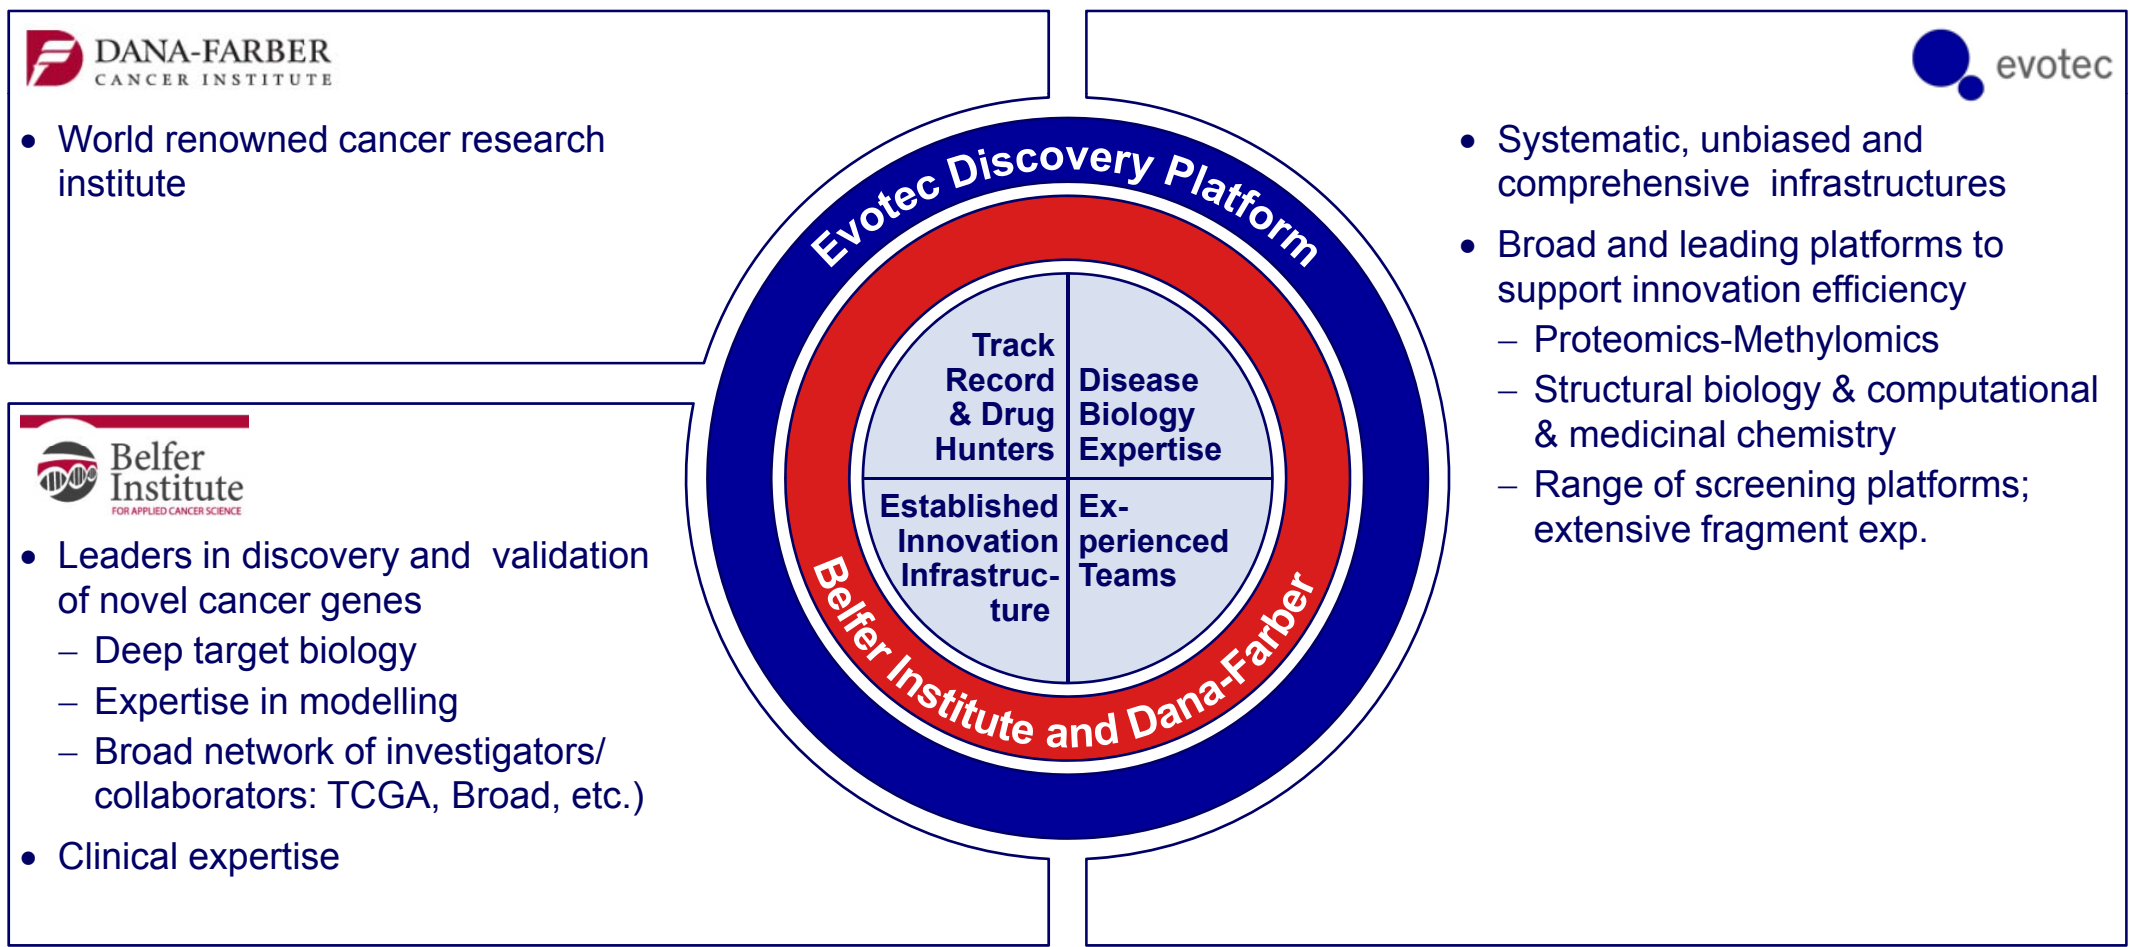 DANA-FARBER
CANCER INSTITUTE
• World renowned cancer research
institute
Belfer
Institute
FOR APPLIED CANCER SCIENCE
• Leaders in discovery and validation
of novel cancer genes
– Deep target biology
– Expertise in modelling
– Broad network of investigators/
collaborators: TCGA, Broad, etc.)
• Clinical expertise
Evotec Discovery Platform
Track
Record
& Drug
Hunters
Disease
Biology
Expertise
Established
Innovation
Infrastruc-
ture
Ex-
perienced
Teams
Belfer Institute and Dana-Farber
evotec
• Systematic, unbiased and
comprehensive infrastructures
• Broad and leading platforms to
support innovation efficiency
– Proteomics-Methylomics
– Structural biology & computational
& medicinal chemistry
– Range of screening platforms;
extensive fragment exp.